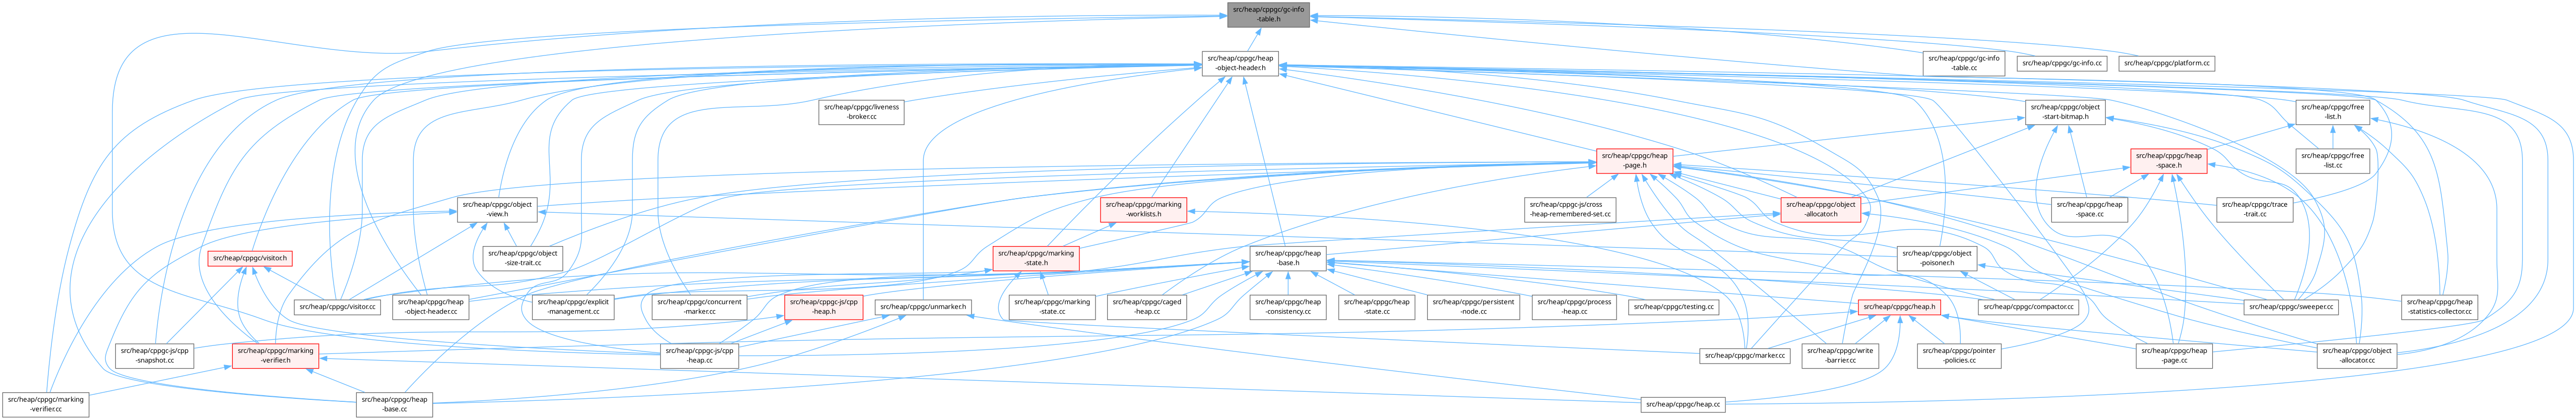 src/heap/cppgc/gc-info
-table.h
src/heap/cppgc/heap
-object-header.h
src/heap/cppgc/gc-info
-table.cc
src/heap/cppgc/gc-info.cc
src/heap/cppgc/platform.cc
src/heap/cppgc/liveness
-broker.cc
src/heap/cppgc/object
-start-bitmap.h
src/heap/cppgc/free
-list.h
src/heap/cppgc/heap
-page.h
src/heap/cppgc/heap
-space.h
src/heap/cppgc/free
-list.cc
src/heap/cppgc/object
-view.h
src/heap/cppgc/marking
-worklists.h
src/heap/cppgc-js/cross
-heap-remembered-set.cc
src/heap/cppgc/object
-allocator.h
src/heap/cppgc/heap
-space.cc
src/heap/cppgc/trace
-trait.cc
src/heap/cppgc/visitor.h
src/heap/cppgc/object
-size-trait.cc
src/heap/cppgc/marking
-state.h
src/heap/cppgc/heap
-base.h
src/heap/cppgc/object
-poisoner.h
src/heap/cppgc/visitor.cc
src/heap/cppgc/heap
-object-header.cc
src/heap/cppgc/explicit
-management.cc
src/heap/cppgc/concurrent
-marker.cc
src/heap/cppgc-js/cpp
-heap.h
src/heap/cppgc/unmarker.h
src/heap/cppgc/marking
-state.cc
src/heap/cppgc/caged
-heap.cc
src/heap/cppgc/heap
-consistency.cc
src/heap/cppgc/heap
-state.cc
src/heap/cppgc/persistent
-node.cc
src/heap/cppgc/process
-heap.cc
src/heap/cppgc/testing.cc
src/heap/cppgc/heap.h
src/heap/cppgc/compactor.cc
src/heap/cppgc/sweeper.cc
src/heap/cppgc/heap
-statistics-collector.cc
src/heap/cppgc-js/cpp
-snapshot.cc
src/heap/cppgc/marking
-verifier.h
src/heap/cppgc-js/cpp
-heap.cc
src/heap/cppgc/marker.cc
src/heap/cppgc/write
-barrier.cc
src/heap/cppgc/pointer
-policies.cc
src/heap/cppgc/heap
-page.cc
src/heap/cppgc/object
-allocator.cc
src/heap/cppgc/marking
-verifier.cc
src/heap/cppgc/heap
-base.cc
src/heap/cppgc/heap.cc